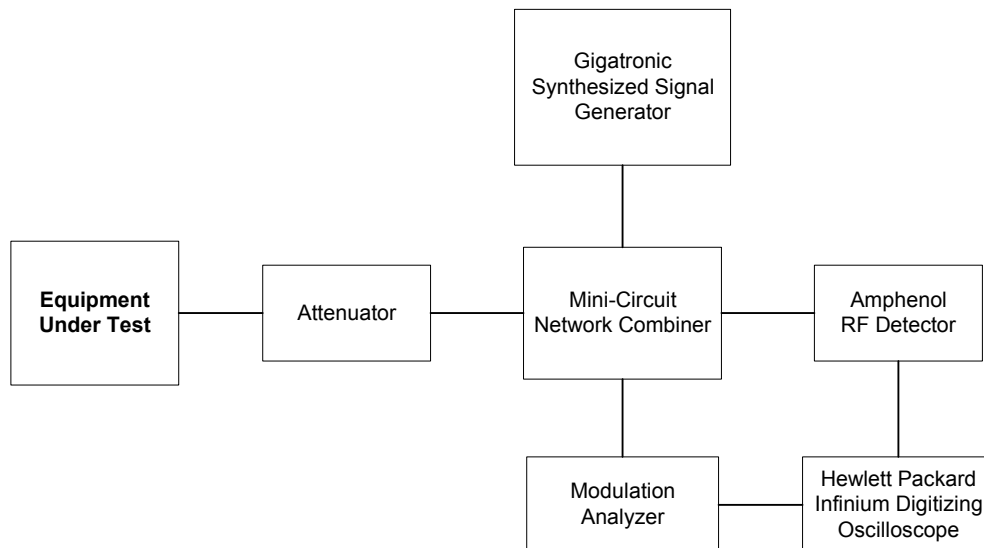 Gigatronic
Synthesized Signal
Generator
Equipment
Under Test
Attenuator
Mini-Circuit
Network Combiner
Amphenol
RF Detector
Modulation
Analyzer
Hewlett Packard
Infinium Digitizing
Oscilloscope